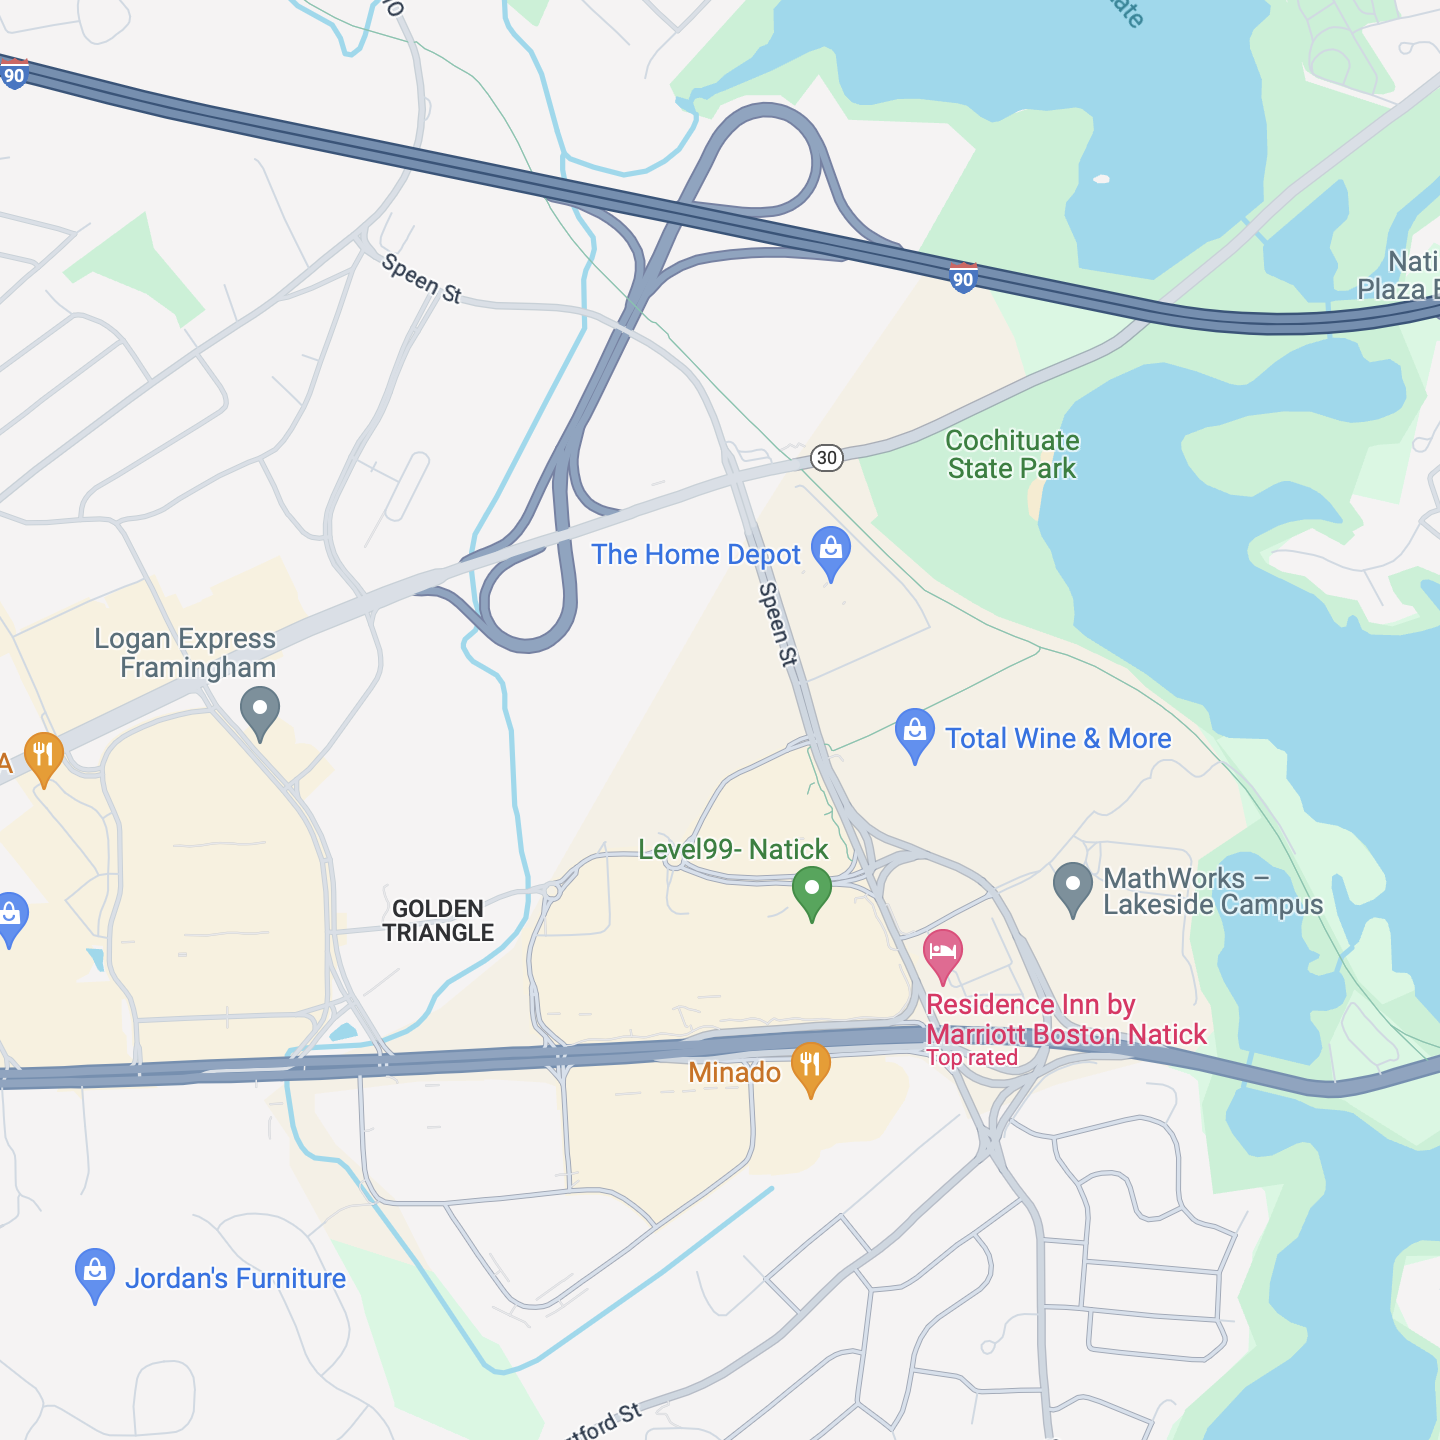 90
Speen St
90
Nati
Plaza E
30
Cochituate
State Park
The Home Depot
Speen St
Logan Express
Framingham
A
Total Wine & More
Level99- Natick
MathWorks –
Lakeside Campus
GOLDEN
TRIANGLE
Residence Inn by
Marriott Boston Natick
Top rated
Minado
Jordan's Furniture
tford St